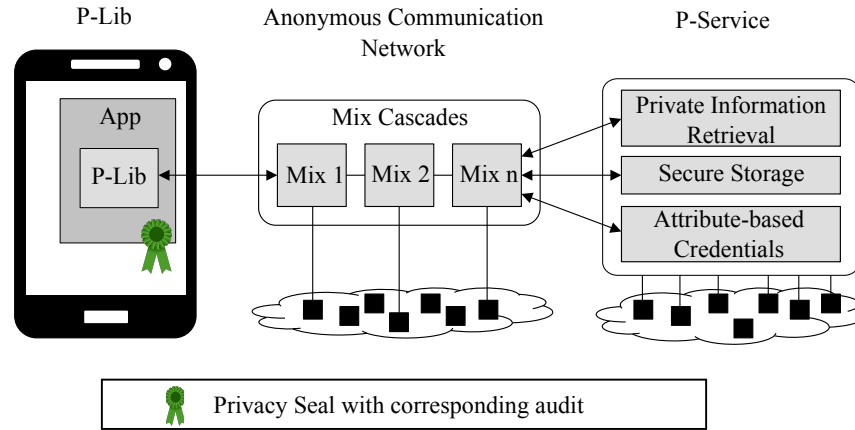 P-Lib
Anonymous Communication
Network
P-Service
App
P-Lib
Mix Cascades
Mix 1
Mix 2
Mix n
Private Information
Retrieval
Secure Storage
Attribute-based
Credentials
Privacy Seal with corresponding audit